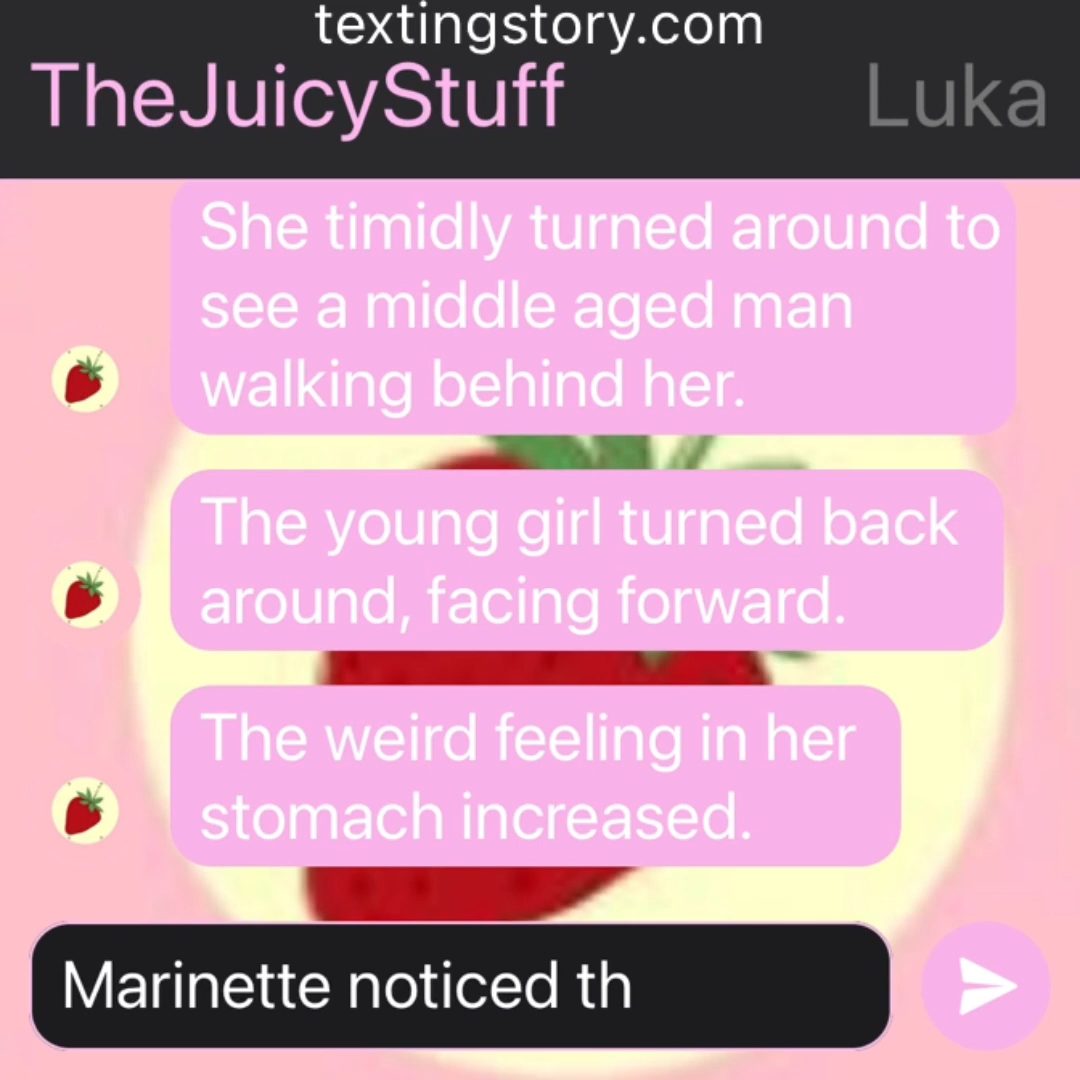 textingstory.com
TheJuicyStuff Luka
She timidly turned around to
see a middle aged man
walking behind her.
The young girl turned back
around, facing forward.
The weird feeling in her
stomach increased.
Marinette noticed th